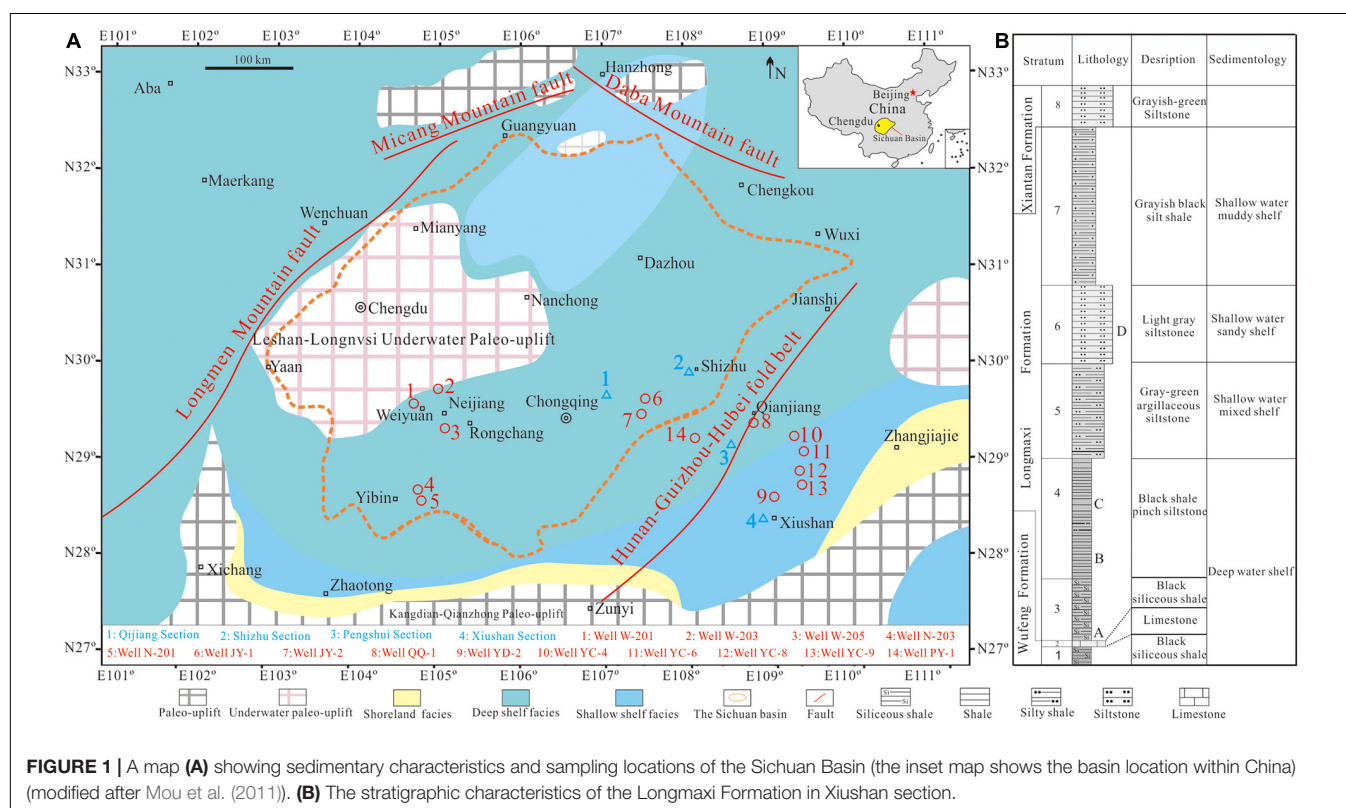 A
B
E101° E102° E103° E104° E105° E106° E107° E108° E109° E110° E111°
N33°
N32°
N31°
N30°
N29°
N28°
N27°
100 km
N
Aba
Hanzhong
Micang Mountain fault
Daba Mountain fault
Guangyuan
Maerkang
Chengkou
Wenchuan
Mianyang
Wuxi
Longmen Mountain fault
Dazhou
Nanchong
Jianshi
Chengdu
Leshan-Longnvsi Underwater Paleo-uplift
Yaan
2
Shizhu
1
1
2
Weiyuan
Neijiang
Chongqing
6
7
Qianjiang
3
Rongchang
14
8
10
Zhangjiajie
3
11
12
13
Hunan-Guizhou-Hubei fold belt
4
Yibin
5
9
4
Xiushan
Xichang
Zhaotong
Kangdian-Qianzhong Paleo-uplift
Zunyi
Beijing
China
Chengdu
Sichuan Basin
1: Qijiang Section 2: Shizhu Section 3: Pengshui Section 4: Xiushan Section 1: Well W-201 2: Well W-203 3: Well W-205 4: Well N-203
5:Well N-201 6:Well JY-1 7:Well JY-2 8:Well QQ-1 9:Well YD-2 10:Well YC-4 11:Well YC-6 12:Well YC-8 13:Well YC-9 14:Well PY-1
N33°
N32°
N31°
N30°
N29°
N28°
N27°
E101° E102° E103° E104° E105° E106° E107° E108° E109° E110° E111°
Stratum Lithology Desription Sedimentology
Xiantan Formation
Longmaxi Formation
Wufeng Formation
8
Grayish-green
Siltstone
7
Grayish black
silt shale
Shallow water
muddy shelf
6
D
Light gray
siltstonee
Shallow water
sandy shelf
5
Gray-green
argillaceous
siltstone
Shallow water
mixed shelf
4
C
Black shale
pinch siltstone
B
Deep water shelf
3
Black
siliceous shale
A
2
Limestone
1
Black
siliceous shale
Si Si Si Si Si
Paleo-uplift Underwater paleo-uplift Shoreland facies Deep shelf facies Shallow shelf facies The Sichuan basin Fault Siliceous shale Shale Silty shale Siltstone Limestone
FIGURE 1 | A map (A) showing sedimentary characteristics and sampling locations of the Sichuan Basin (the inset map shows the basin location within China)
(modified after Mou et al. (2011)). (B) The stratigraphic characteristics of the Longmaxi Formation in Xiushan section.